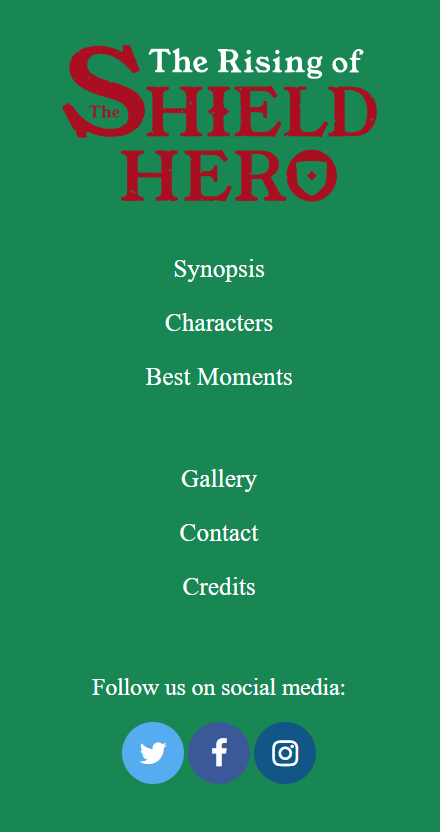 The Rising of
The SHIELD
HERO
Synopsis
Characters
Best Moments
Gallery
Contact
Credits
Follow us on social media: